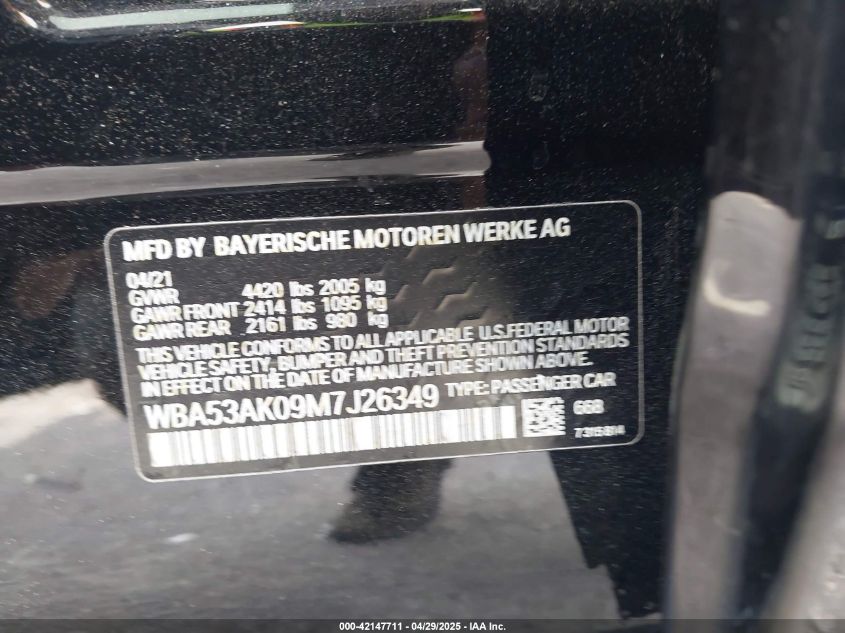 MFD BY BAYERISCHE MOTOREN WERKE AG
04/21
GVWR 4420 lbs 2005 kg
GAWR FRONT 2414 lbs 1095 kg
GAWR REAR 2161 lbs 980 kg
THIS VEHICLE CONFORMS TO ALL APPLICABLE U.S.FEDERAL MOTOR
VEHICLE SAFETY, BUMPER AND THEFT PREVENTION STANDARDS
IN EFFECT ON THE DATE OF MANUFACTURE SHOWN ABOVE.
WBA53AK09M7J26349 TYPE: PASSENGER CAR
668
000-42147711 - 04/29/2025 - IAA Inc.